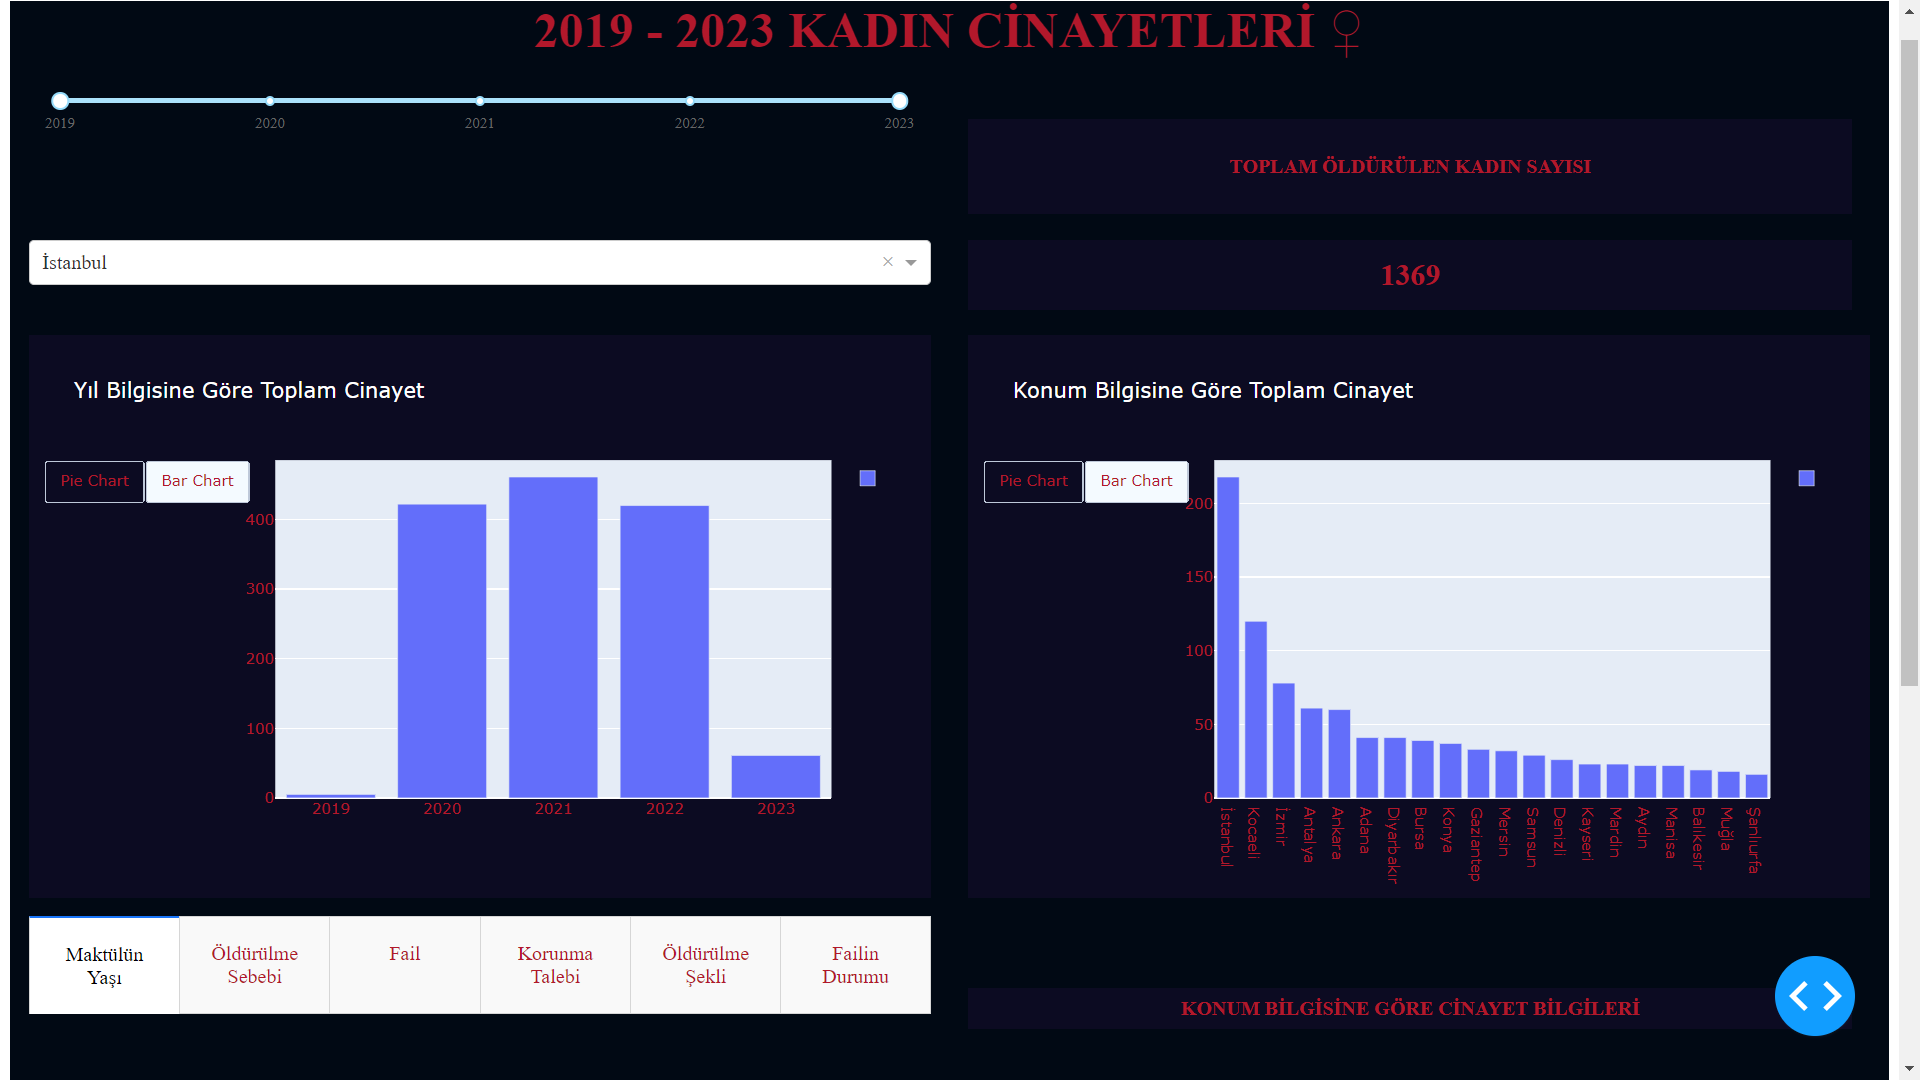 2019 - 2023 KADIN CİNAYETLERİ ♀
2019 2020 2021 2022 2023
TOPLAM ÖLDÜRÜLEN KADIN SAYISI
İstanbul ×
1369
Yıl Bilgisine Göre Toplam Cinayet
Pie Chart Bar Chart
400
300
200
100
0
2019 2020 2021 2022 2023
Konum Bilgisine Göre Toplam Cinayet
Pie Chart Bar Chart
200
150
100
50
0
İstanbul
Kocaeli
İzmir
Antalya
Ankara
Adana
Diyarbakır
Bursa
Konya
Gaziantep
Mersin
Samsun
Denizli
Kayseri
Mardin
Aydın
Manisa
Balıkesir
Muğla
Şanlıurfa
Maktülün
Yaşı
Öldürülme
Sebebi
Fail
Korunma
Talebi
Öldürülme
Şekli
Failin
Durumu
KONUM BİLGİSİNE GÖRE CİNAYET BİLGİLERİ